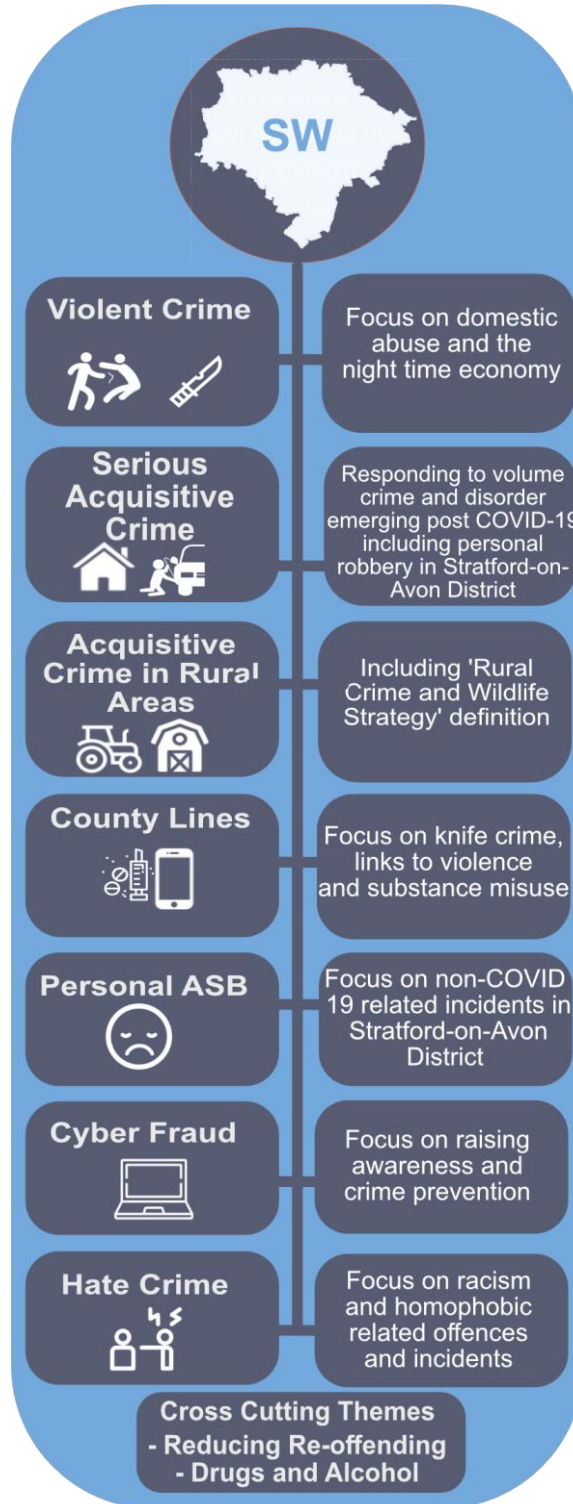 SW
Violent Crime
Focus on domestic
abuse and the
night time economy
Serious
Acquisitive
Crime
Responding to volume
crime and disorder
emerging post COVID-19
including personal
robbery in Stratford-on-
Avon District
Acquisitive
Crime in Rural
Areas
Including 'Rural
Crime and Wildlife
Strategy' definition
County Lines
Focus on knife crime,
links to violence
and substance misuse
Personal ASB
Focus on non-COVID
19 related incidents in
Stratford-on-Avon
District
Cyber Fraud
Focus on raising
awareness and
crime prevention
Hate Crime
Focus on racism
and homophobic
related offences
and incidents
Cross Cutting Themes
- Reducing Re-offending
- Drugs and Alcohol